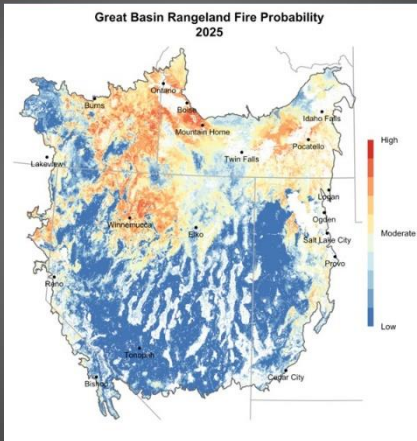 Great Basin Rangeland Fire Probability
2025
Ontario
Burns
Boise
Mountain Home
Idaho Falls
Pocatello
Lakeview
Twin Falls
High
Logan
Ogden
Winnemucca
Elko
Salt Lake City
Moderate
Provo
Reno
Low
Tonopah
Bishop
Cedar City